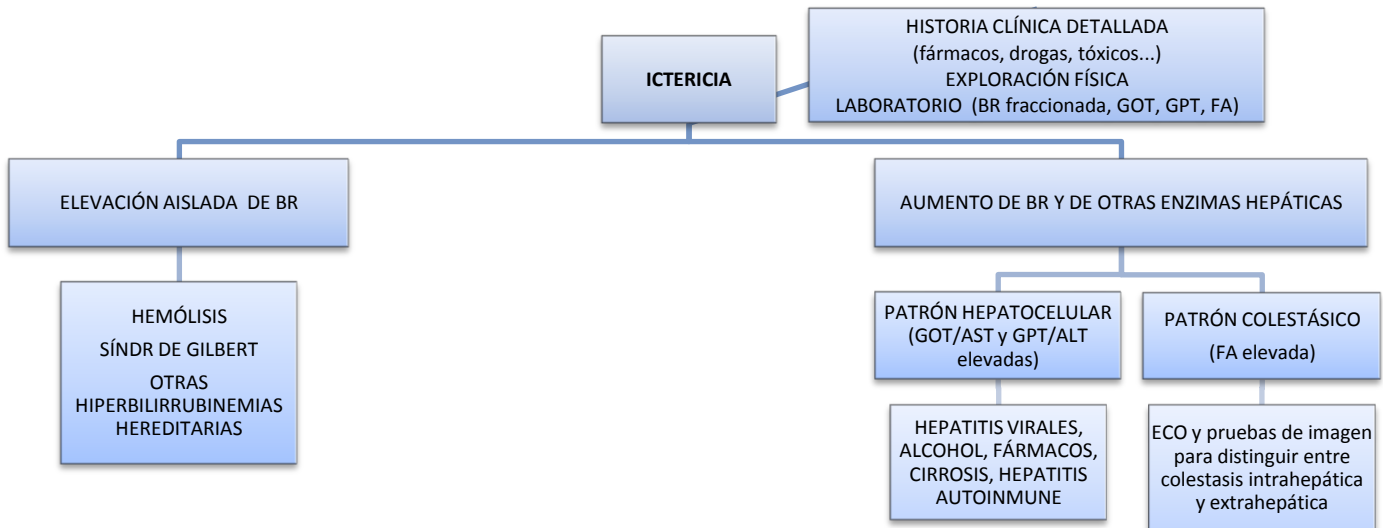 HISTORIA CLÍNICA DETALLADA
(fármacos, drogas, tóxicos...)
EXPLORACIÓN FÍSICA
LABORATORIO (BR fraccionada, GOT, GPT, FA)
ICTERICIA
ELEVACIÓN AISLADA DE BR
AUMENTO DE BR Y DE OTRAS ENZIMAS HEPÁTICAS
HEMÓLISIS
SÍNDR DE GILBERT
OTRAS
HIPERBILIRRUBINEMIAS
HEREDITARIAS
PATRÓN HEPATOCELULAR
(GOT/AST y GPT/ALT
elevadas)
PATRÓN COLESTÁSICO
(FA elevada)
HEPATITIS VIRALES,
ALCOHOL, FÁRMACOS,
CIRROSIS, HEPATITIS
AUTOINMUNE
ECO y pruebas de imagen
para distinguir entre
colestasis intrahepática
y extrahepática